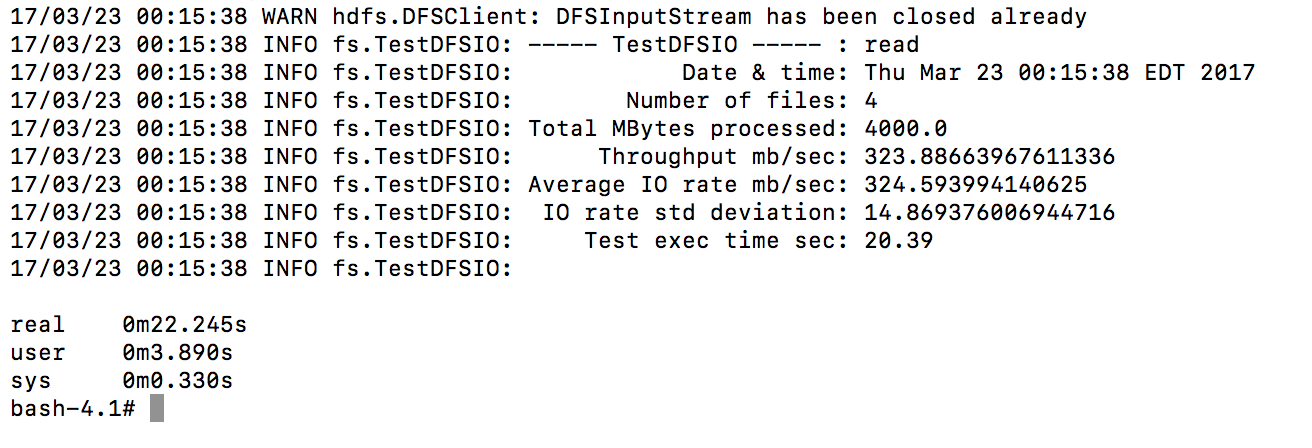 17/03/23 00:15:38 WARN hdfs.DFSClient: DFSInputStream has been closed already
17/03/23 00:15:38 INFO fs.TestDFSIO: ----- TestDFSIO ----- : read
17/03/23 00:15:38 INFO fs.TestDFSIO:            Date & time: Thu Mar 23 00:15:38 EDT 2017
17/03/23 00:15:38 INFO fs.TestDFSIO:        Number of files: 4
17/03/23 00:15:38 INFO fs.TestDFSIO: Total MBytes processed: 4000.0
17/03/23 00:15:38 INFO fs.TestDFSIO:      Throughput mb/sec: 323.88663967611336
17/03/23 00:15:38 INFO fs.TestDFSIO: Average IO rate mb/sec: 324.593994140625
17/03/23 00:15:38 INFO fs.TestDFSIO:  IO rate std deviation: 14.869376006944716
17/03/23 00:15:38 INFO fs.TestDFSIO:     Test exec time sec: 20.39
17/03/23 00:15:38 INFO fs.TestDFSIO:
real    0m22.245s
user    0m3.890s
sys     0m0.330s
bash-4.1#